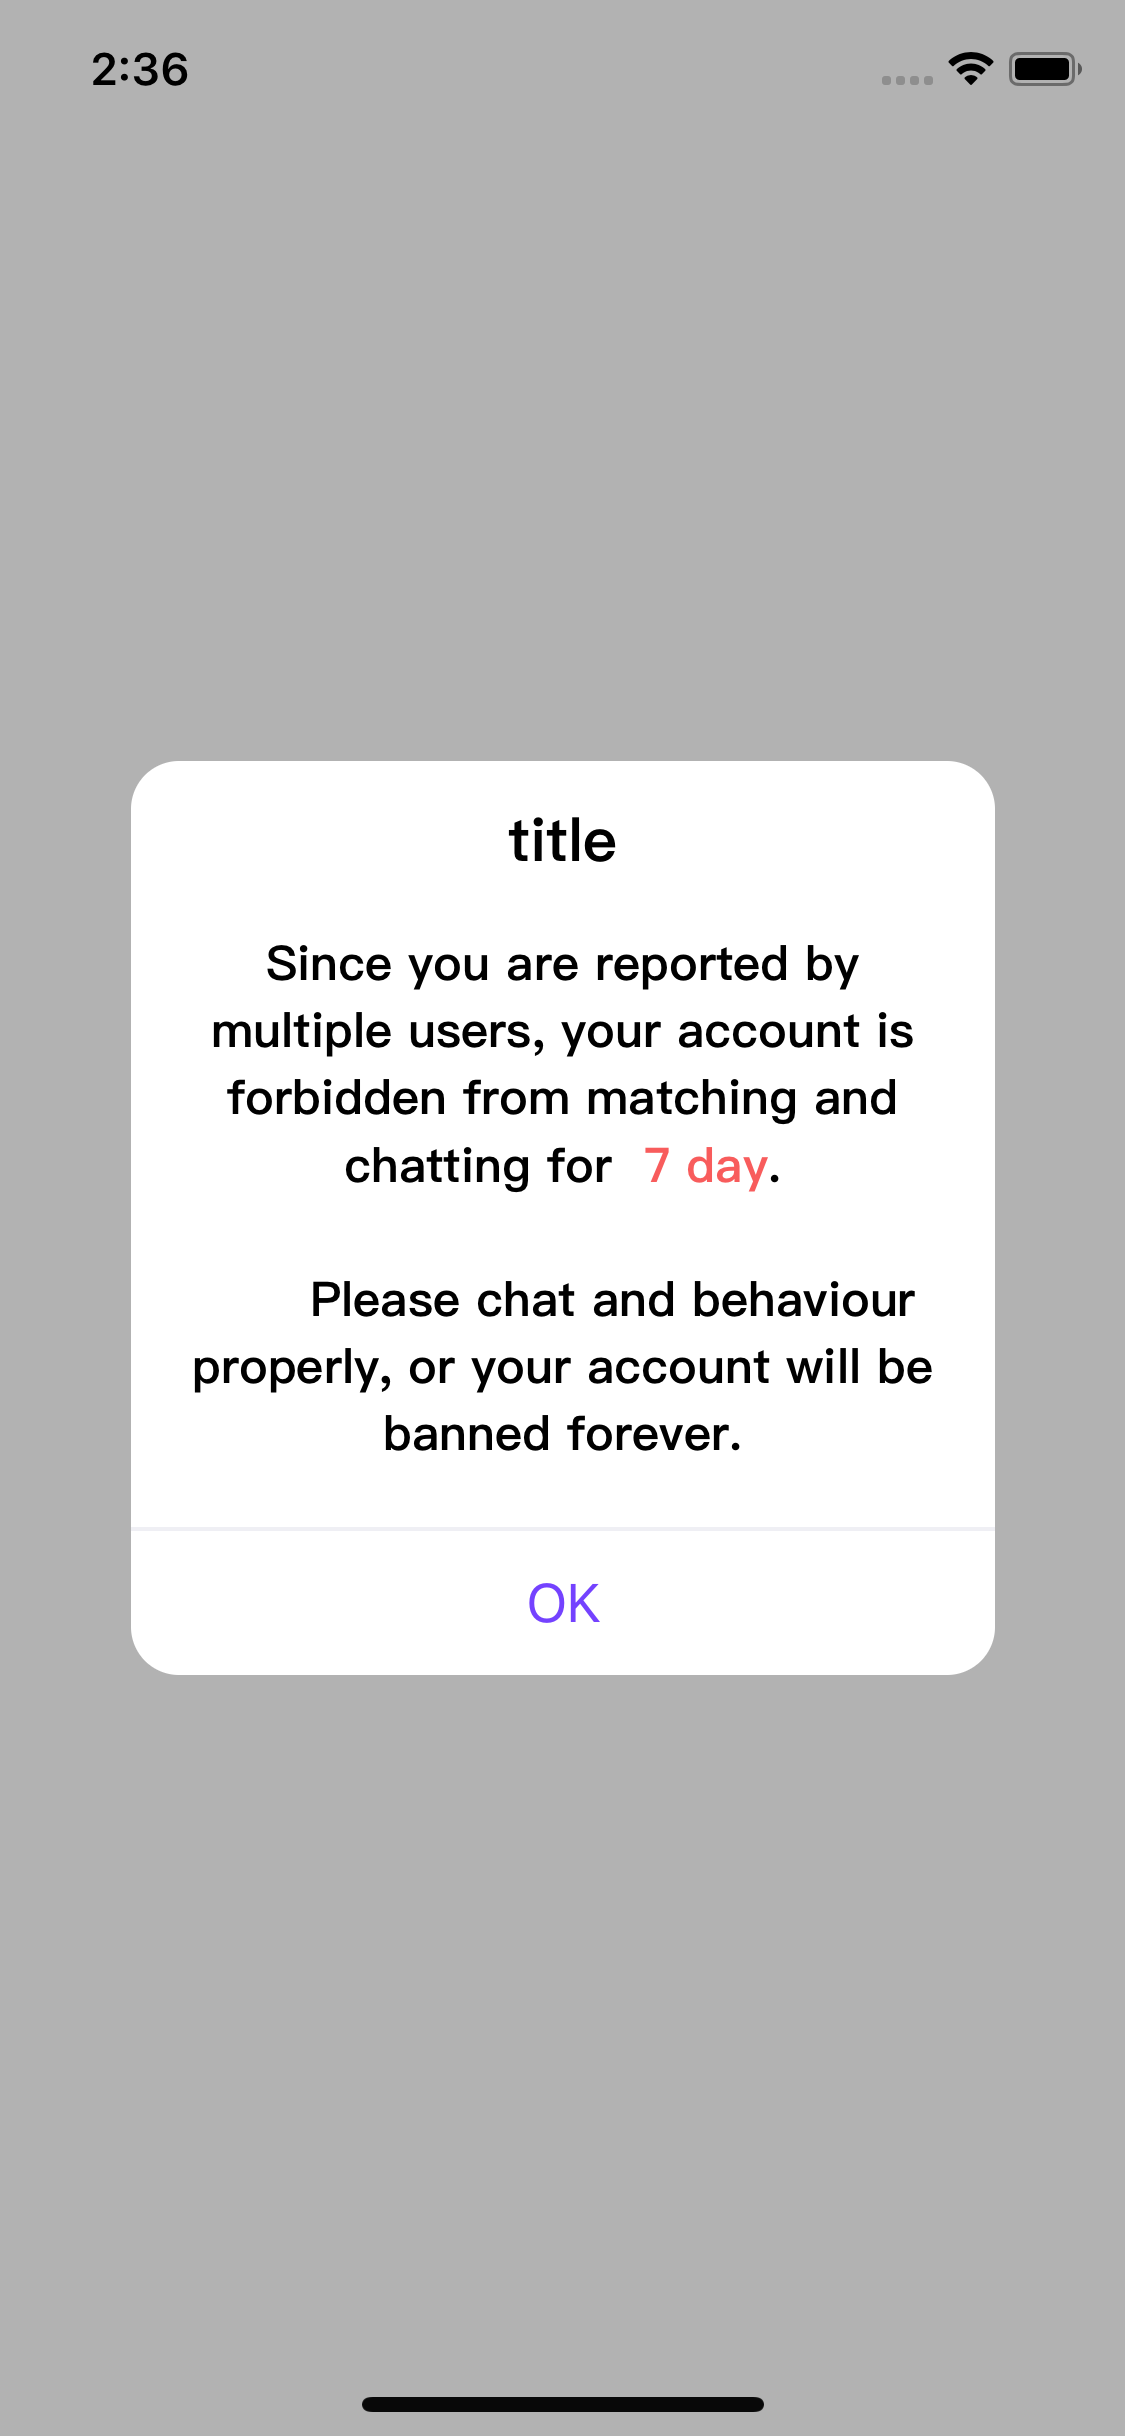 2:36
title
Since you are reported by
multiple users, your account is
forbidden from matching and
chatting for  7 day.
Please chat and behaviour
properly, or your account will be
banned forever.
OK